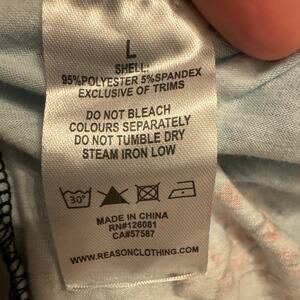 L
SHELL:
95%POLYESTER 5%SPANDEX
EXCLUSIVE OF TRIMS
DO NOT BLEACH
COLOURS SEPARATELY
DO NOT TUMBLE DRY
STEAM IRON LOW
30°
MADE IN CHINA
RN#126081
CA#57587
WWW.REASONCLOTHING.COM